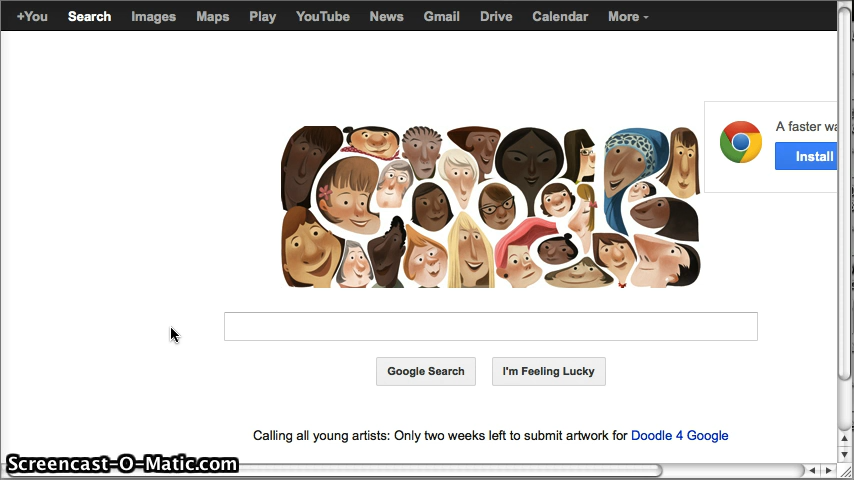 +You Search Images Maps Play YouTube News Gmail Drive Calendar More
A faster
Install
Google Search I'm Feeling Lucky
Calling all young artists: Only two weeks left to submit artwork for Doodle 4 Google
Screencast-O-Matic.com